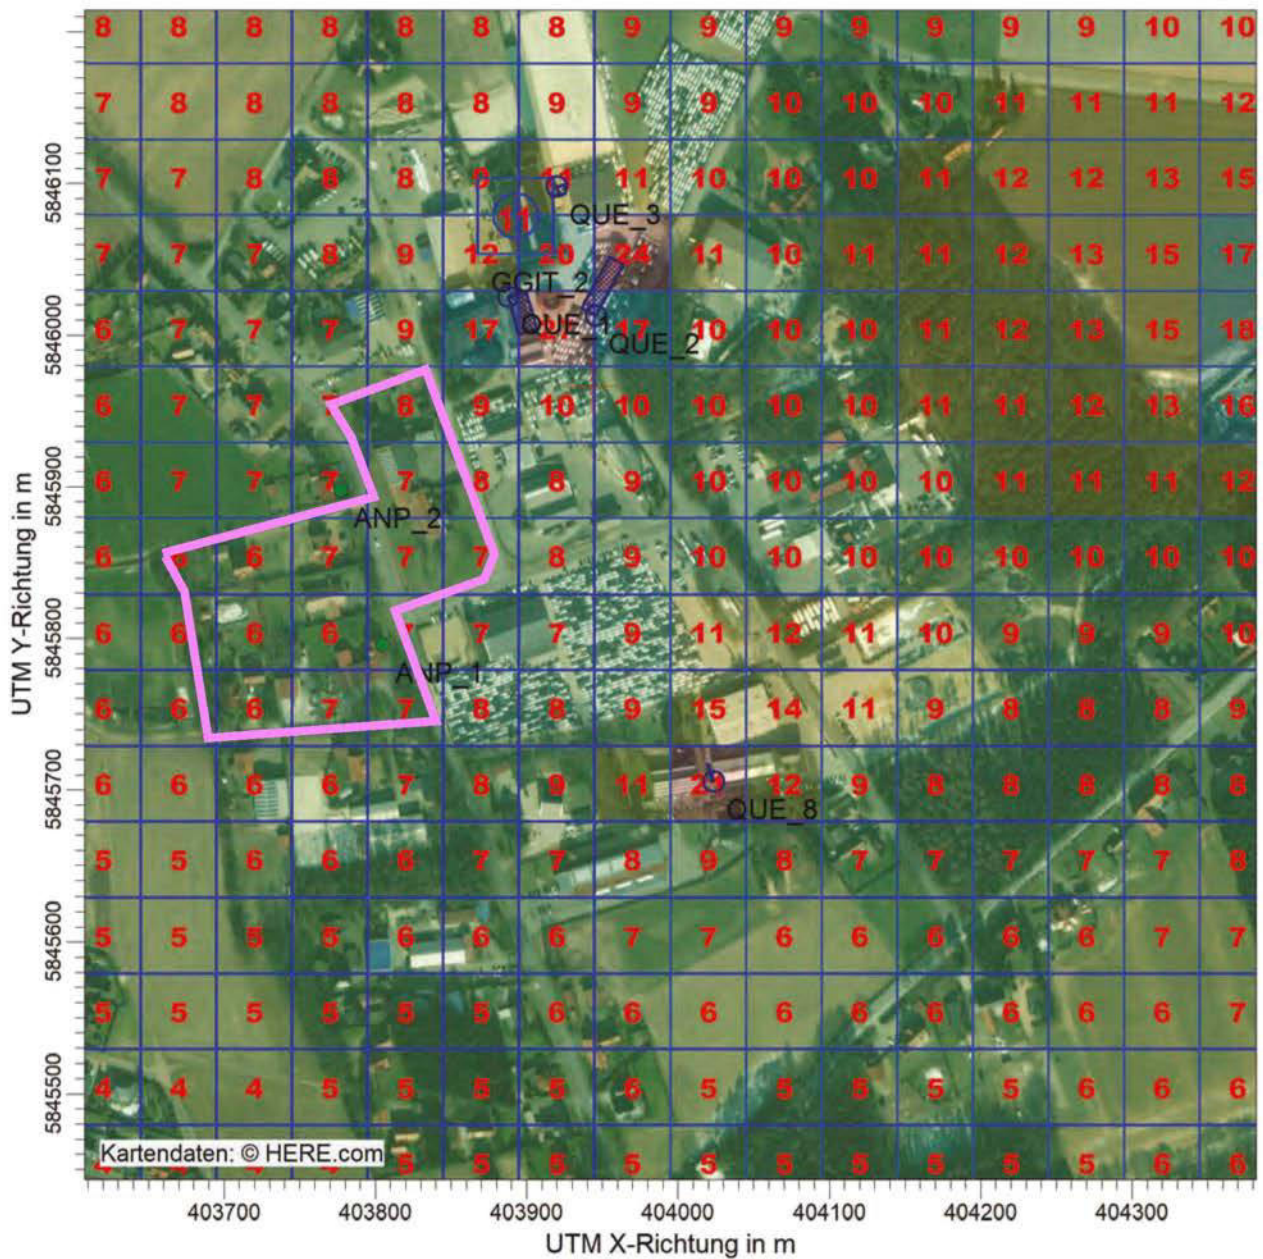 8 8 8 8 8 8 8 9 9 9 9 9 9 9 10 10
7 8 8 8 8 8 9 9 9 10 10 10 11 11 11 12
5846100
7 7 8 8 8 9 11 10 10 10 11 12 12 13 15
11 QUE_3
7 7 7 8 9 12 20 24 11 10 10 11 12 13 15 17
GGIT_2
5846000
6 7 7 7 9 17 17 10 10 10 11 12 13 15 18
QUE_1 QUE_2
6 7 7 7 8 9 10 10 10 10 10 11 11 12 13 16
5845900
6 7 7 7 7 8 8 9 10 10 10 10 11 11 11 12
ANP_2
6 6 6 7 7 7 8 9 10 10 10 10 10 10 10 10
5845800
6 6 6 6 7 7 7 9 11 12 11 10 9 9 9 10
ANP_1
6 6 6 7 7 8 8 9 15 14 11 9 8 8 8 9
5845700
6 6 6 6 7 8 9 11 21 12 9 8 8 8 8 8
QUE_8
5 5 6 6 6 7 7 8 9 8 7 7 7 7 7 8
5845600
5 5 5 5 6 6 6 7 7 6 6 6 6 6 7 7
5 5 5 5 5 5 5 6 6 6 6 6 6 6 6 7
5845500
4 4 4 5 5 5 5 6 5 5 5 5 5 6 6 6
Kartendaten: © HERE.com
5 5 5 5 5 5 5 5 5 5 6 6
UTM Y-Richtung in m
403700 403800 403900 404000 404100 404200 404300
UTM X-Richtung in m